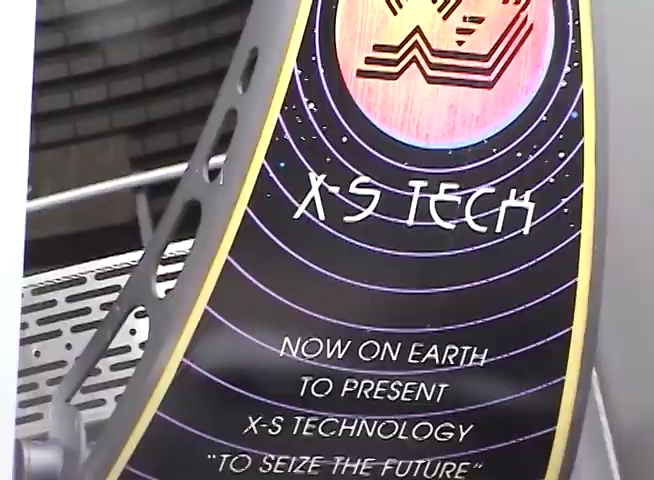 X-S TECH
NOW ON EARTH
TO PRESENT
X-S TECHNOLOGY
"TO SEIZE THE FUTURE"